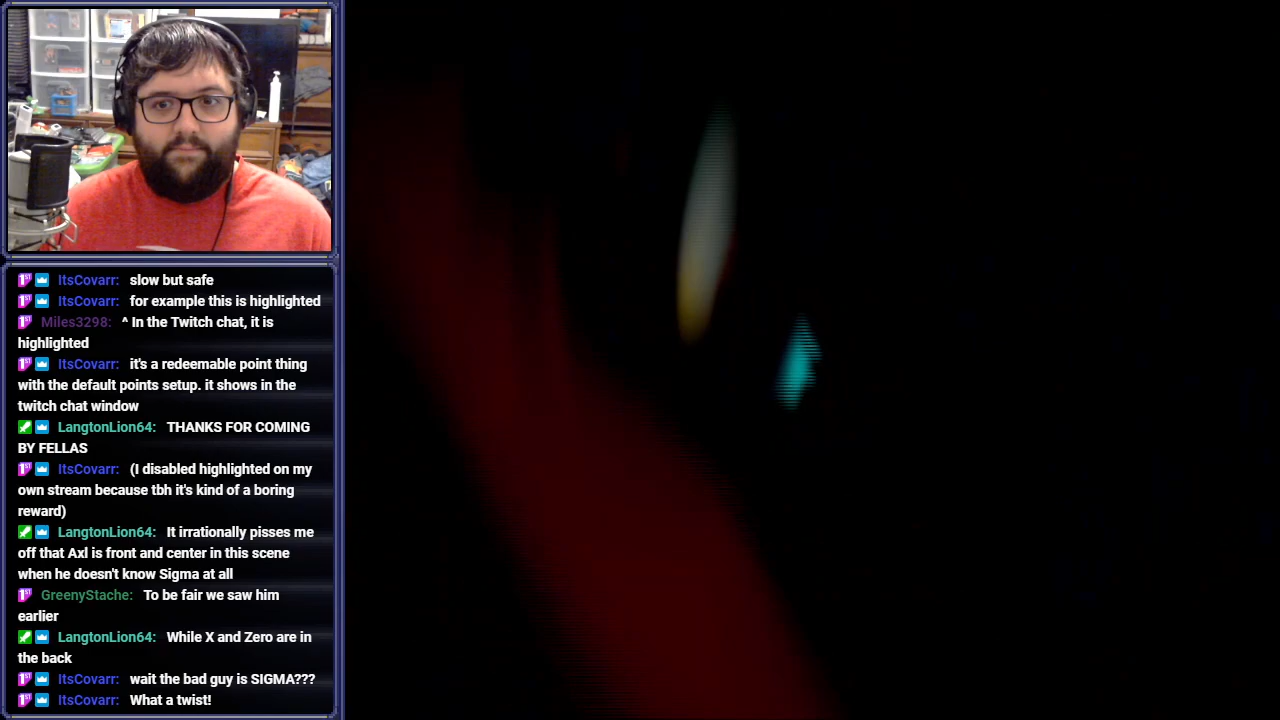 ItsCovarr: slow but safe
ItsCovarr: for example this is highlighted
Miles3298: ^ In the Twitch chat, it is
highlighted
ItsCovarr: it's a redeemable point thing
with the default points setup. it shows in the
twitch chat window
LangtonLion64: THANKS FOR COMING
BY FELLAS
ItsCovarr: (I disabled highlighted on my
own stream because tbh it's kind of a boring
reward)
LangtonLion64: It irrationally pisses me
off that Axl is front and center in this scene
when he doesn't know Sigma at all
GreenyStache: To be fair we saw him
earlier
LangtonLion64: While X and Zero are in
the back
ItsCovarr: wait the bad guy is SIGMA???
ItsCovarr: What a twist!